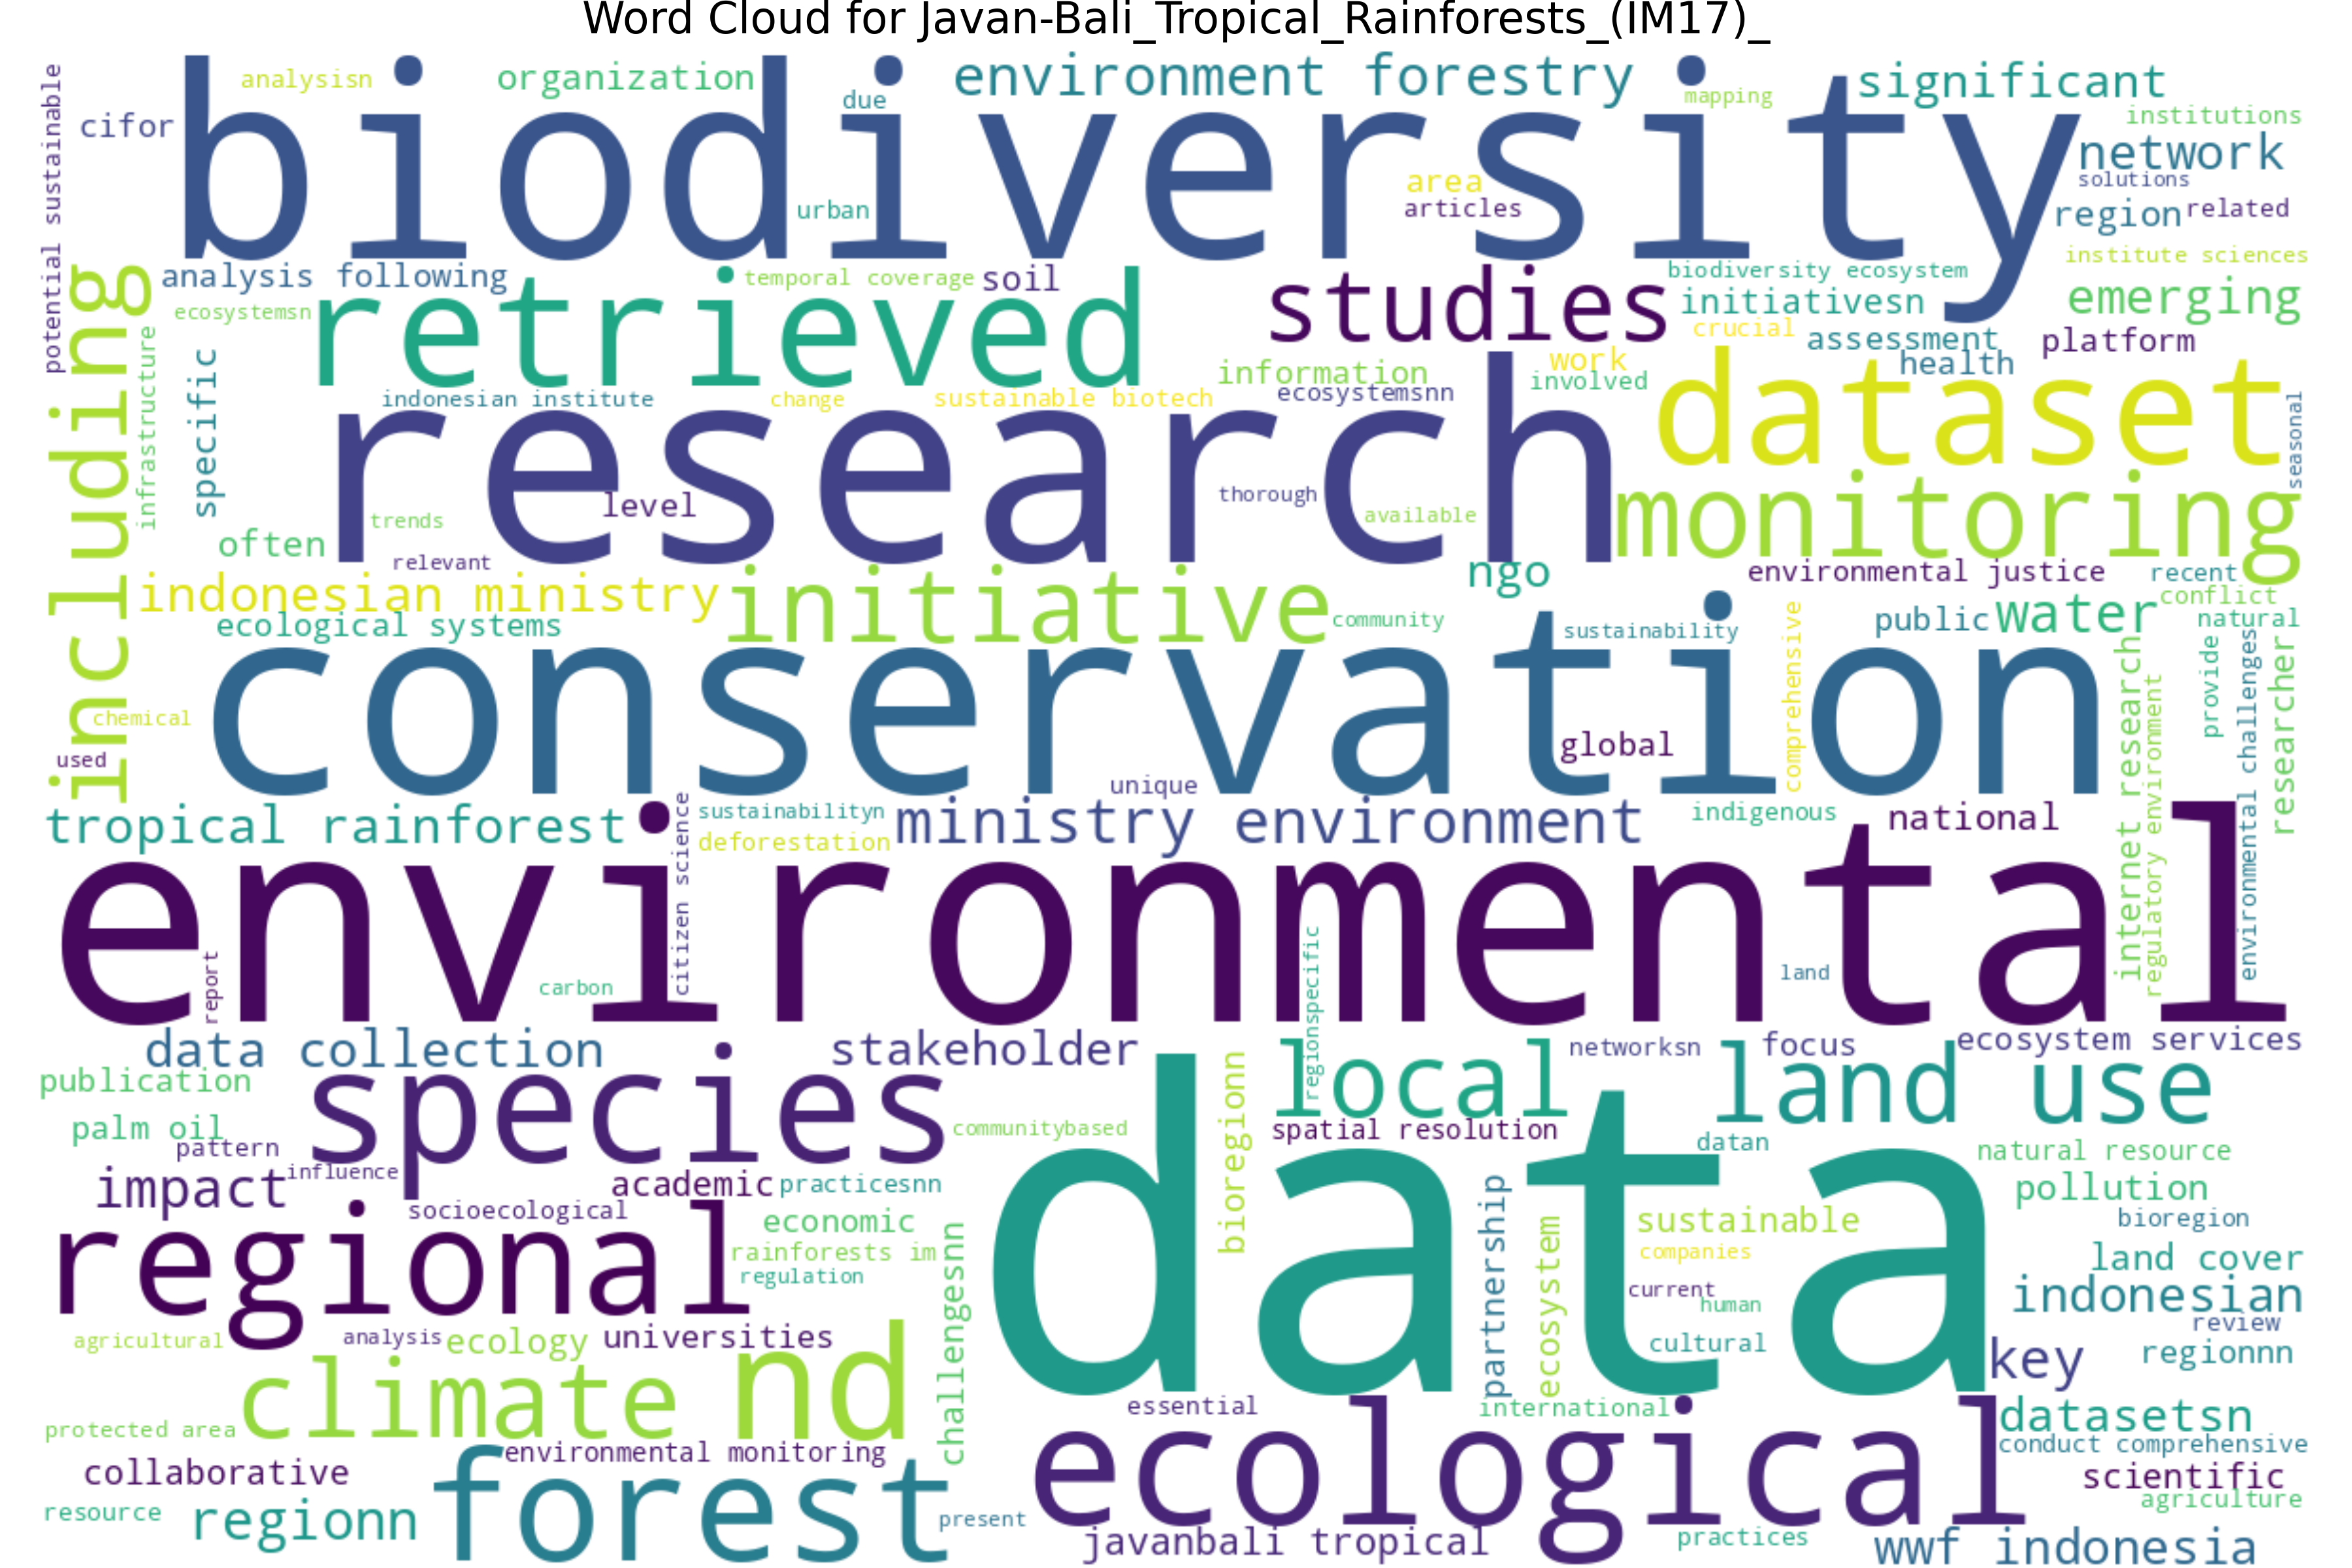 Word Cloud for Javan-Bali_Tropical_Rainforests_(IM17)_
potential sustainable
analysisn
organization
environment forestry
significant
cifor
biodiversity
due
mapping
institutions
network
solutions
area
articles
urban
region
related
including
analysis following
temporal coverage
soil
biodiversity ecosystem
institute sciences
ecosystemsn
retrieved
studies
initiativesn
emerging
crucial
assessment
platform
infrastructure
specific
information
work
involved
health
dataset
indonesian institute
change
sustainable biotech
ecosystemsnn
seasonal
research
level
thorough
trends
available
monitoring
often
relevant
ngo
environmental justice
recent
indonesian ministry
initiative
conflict
ecological systems
community
sustainability
comprehensive
public
water
natural
conservation
internet research
regulatory environment
provide
environmental challenges
researcher
chemical
used
global
unique
tropical rainforest
citizen science
sustainabilityn
deforestation
ministry environment
indigenous
national
environmental
report
carbon
regionspecific
land
data collection
stakeholder
local
networksn
focus
ecosystem services
publication
species
bioregionn
land use
palm oil
pattern
communitybased
spatial resolution
datan
natural resource
impact
influence
academic
practicesnn
data
partnership
pollution
socioecological
economic
challengesnn
ecosystem
sustainable
bioregion
regional
rainforests im
regulation
companies
land cover
current
human
indonesian
agricultural
analysis
ecology
universities
cultural
review
key
regionnn
climate
nd
essential
international
protected area
environmental monitoring
ecological
datasetsn
conduct comprehensive
collaborative
scientific
resource
regionn
forest
present
javanbali tropical
practices
agriculture
wwf indonesia